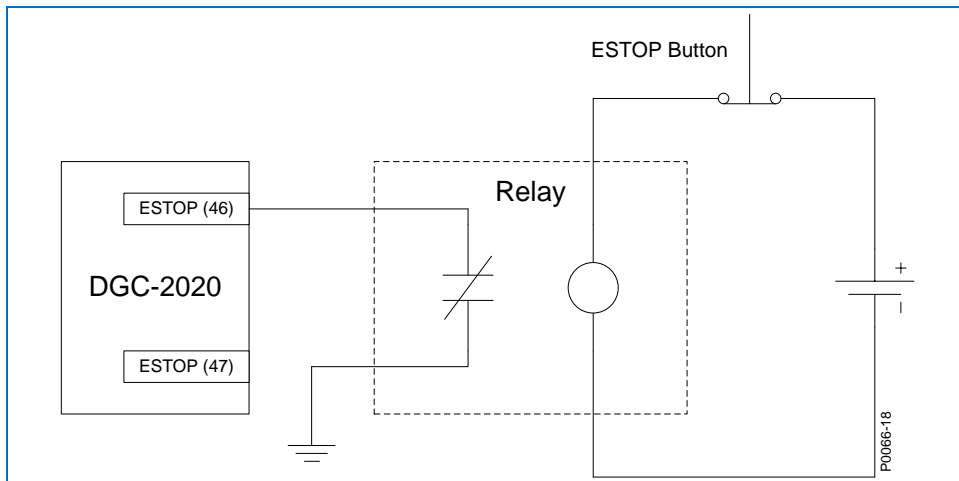 ESTOP Button
Relay
ESTOP (46)
DGC-2020
ESTOP (47)
+
–
P0066-18